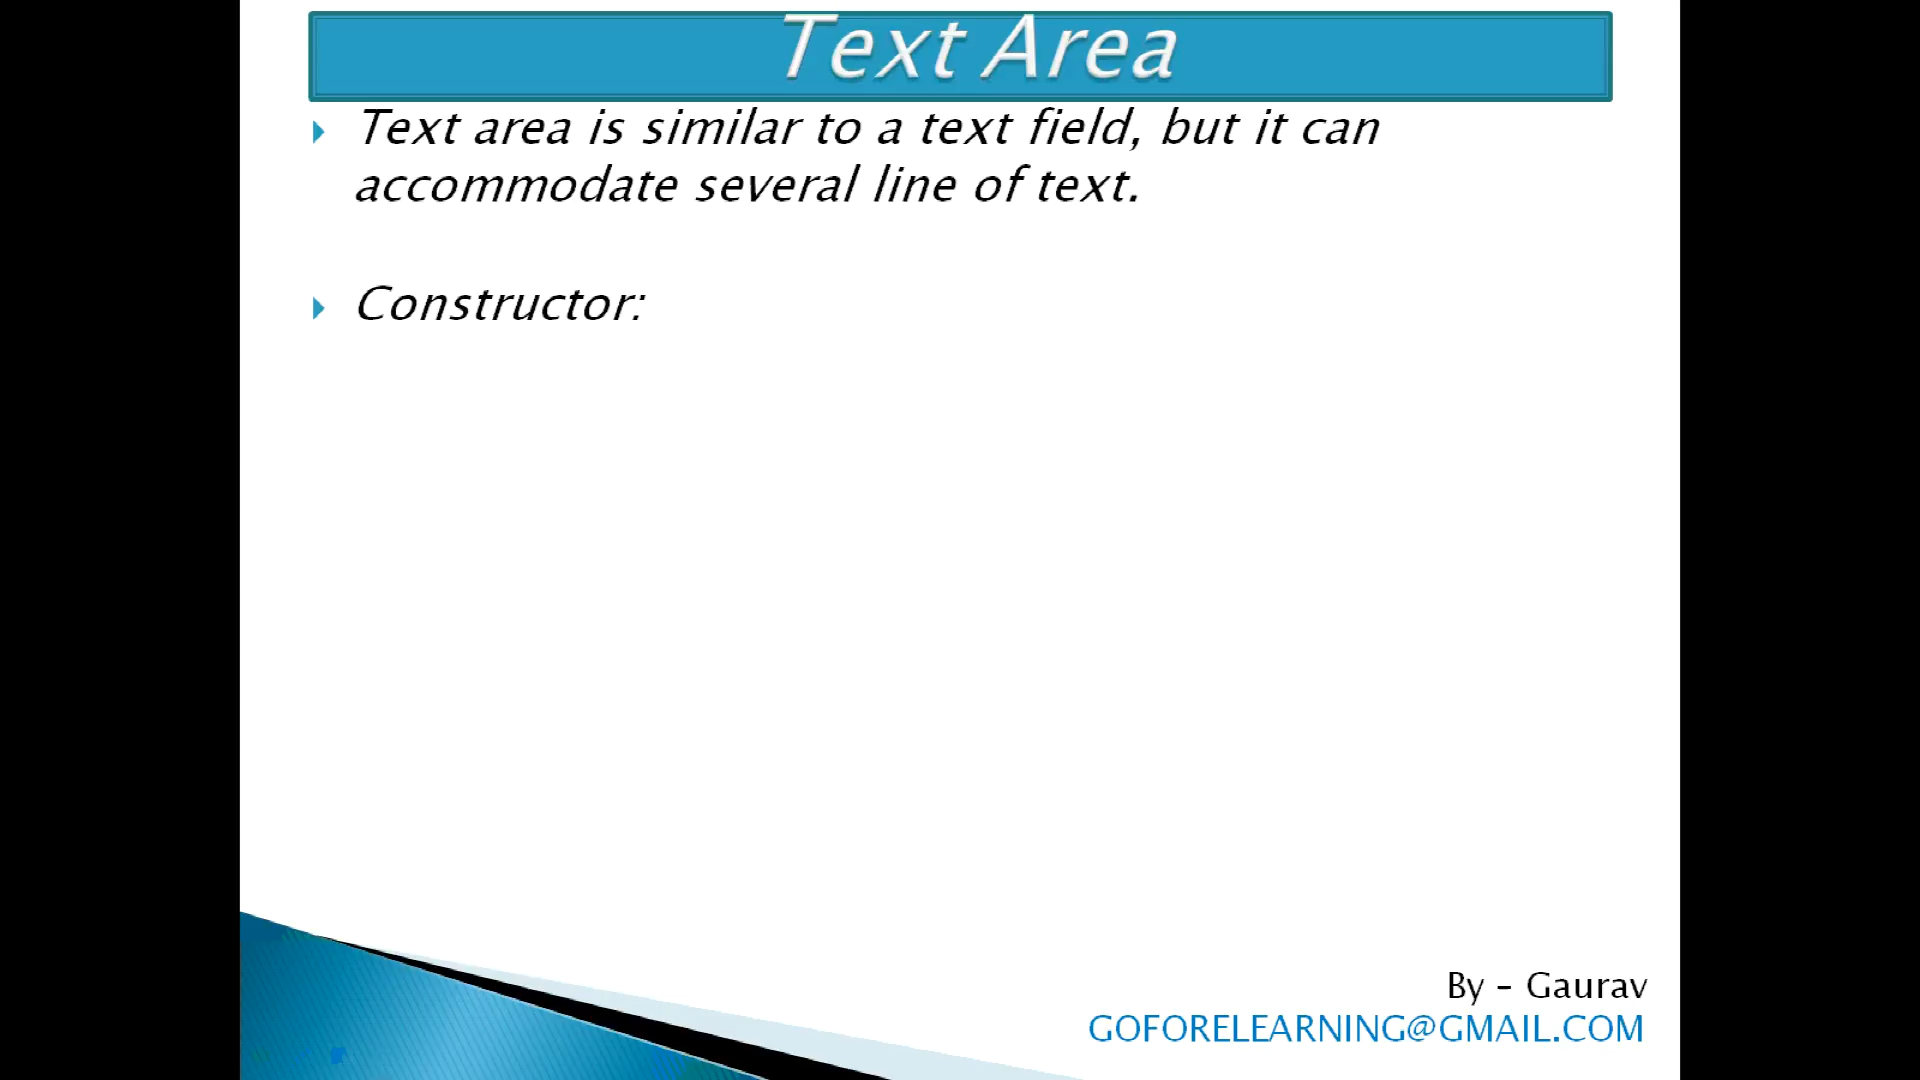 Text Area
Text area is similar to a text field, but it can
accommodate several line of text.
Constructor:
By – Gaurav
GOFORELEARNING@GMAIL.COM